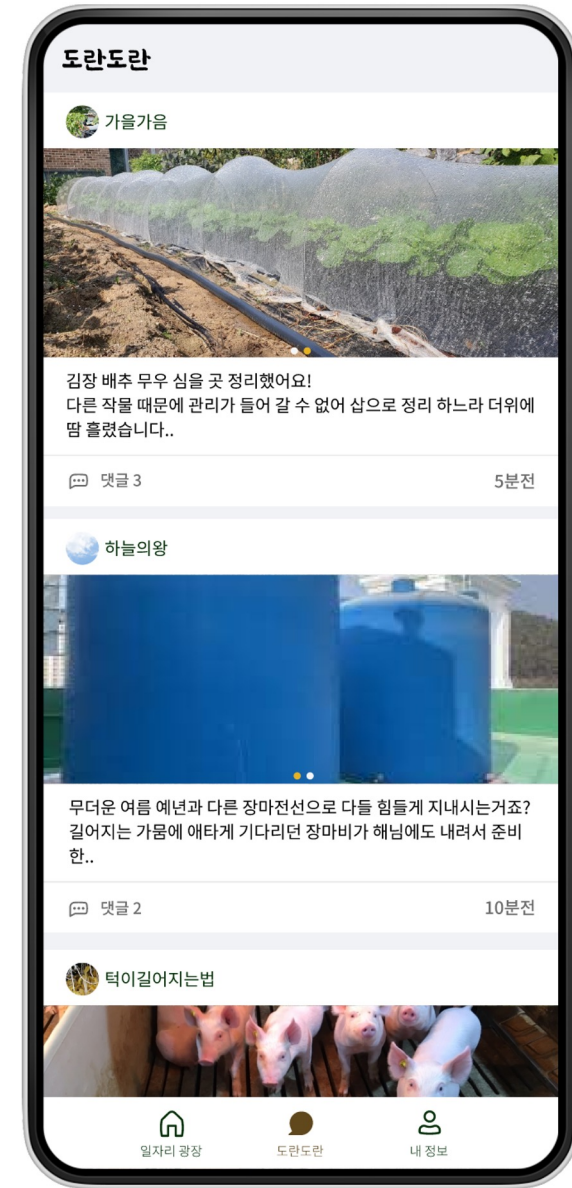 도란도란
가을가음
김장 배추 무우 심을 곳 정리했어요!
다른 작물 때문에 관리가 들어 갈 수 없어 삽으로 정리 하느라 더위에
땀 흘렸습니다..
댓글 3
5분전
하늘의왕
무더운 여름 예년과 다른 장마전선으로 다들 힘들게 지내시는거죠?
길어지는 가뭄에 애타게 기다리던 장마비가 해님에도 내려서 준비
한..
댓글 2
10분전
턱이길어지는법
일자리 광장
도란도란
내 정보